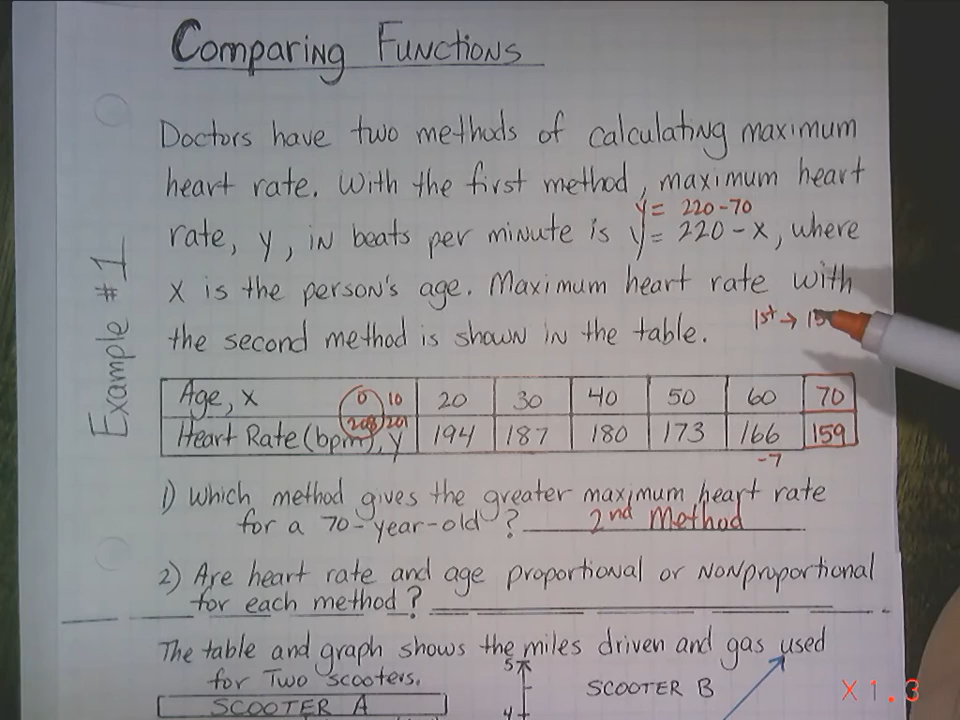 Comparing Functions
Example #1
Doctors have two methods of calculating maximum
heart rate. With the first method, maximum heart
y = 220-70
rate, y, in beats per minute is y = 220 - x, where
x is the person's age. Maximum heart rate with
1st → 15
the second method is shown in the table.
Age, x 0 10 20 30 40 50 60 70
Heart Rate (bpm), y 208 201 194 187 180 173 166 159
-7
1) Which method gives the greater maximum heart rate
for a 70-year-old? 2nd Method
2) Are heart rate and age proportional or nonproportional
for each method?
The table and graph shows the miles driven and gas used
for Two scooters.
5
SCOOTER B
SCOOTER A
4
X1.3